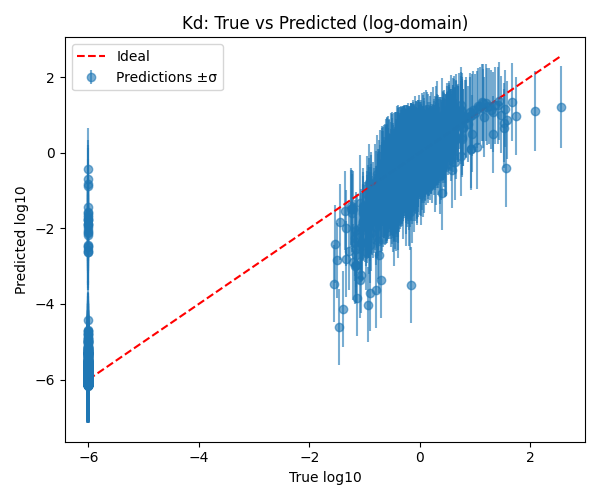 Kd: True vs Predicted (log-domain)
Ideal
Predictions ±σ
Predicted log10
2
0
−2
−4
−6
−6 −4 −2 0 2
True log10